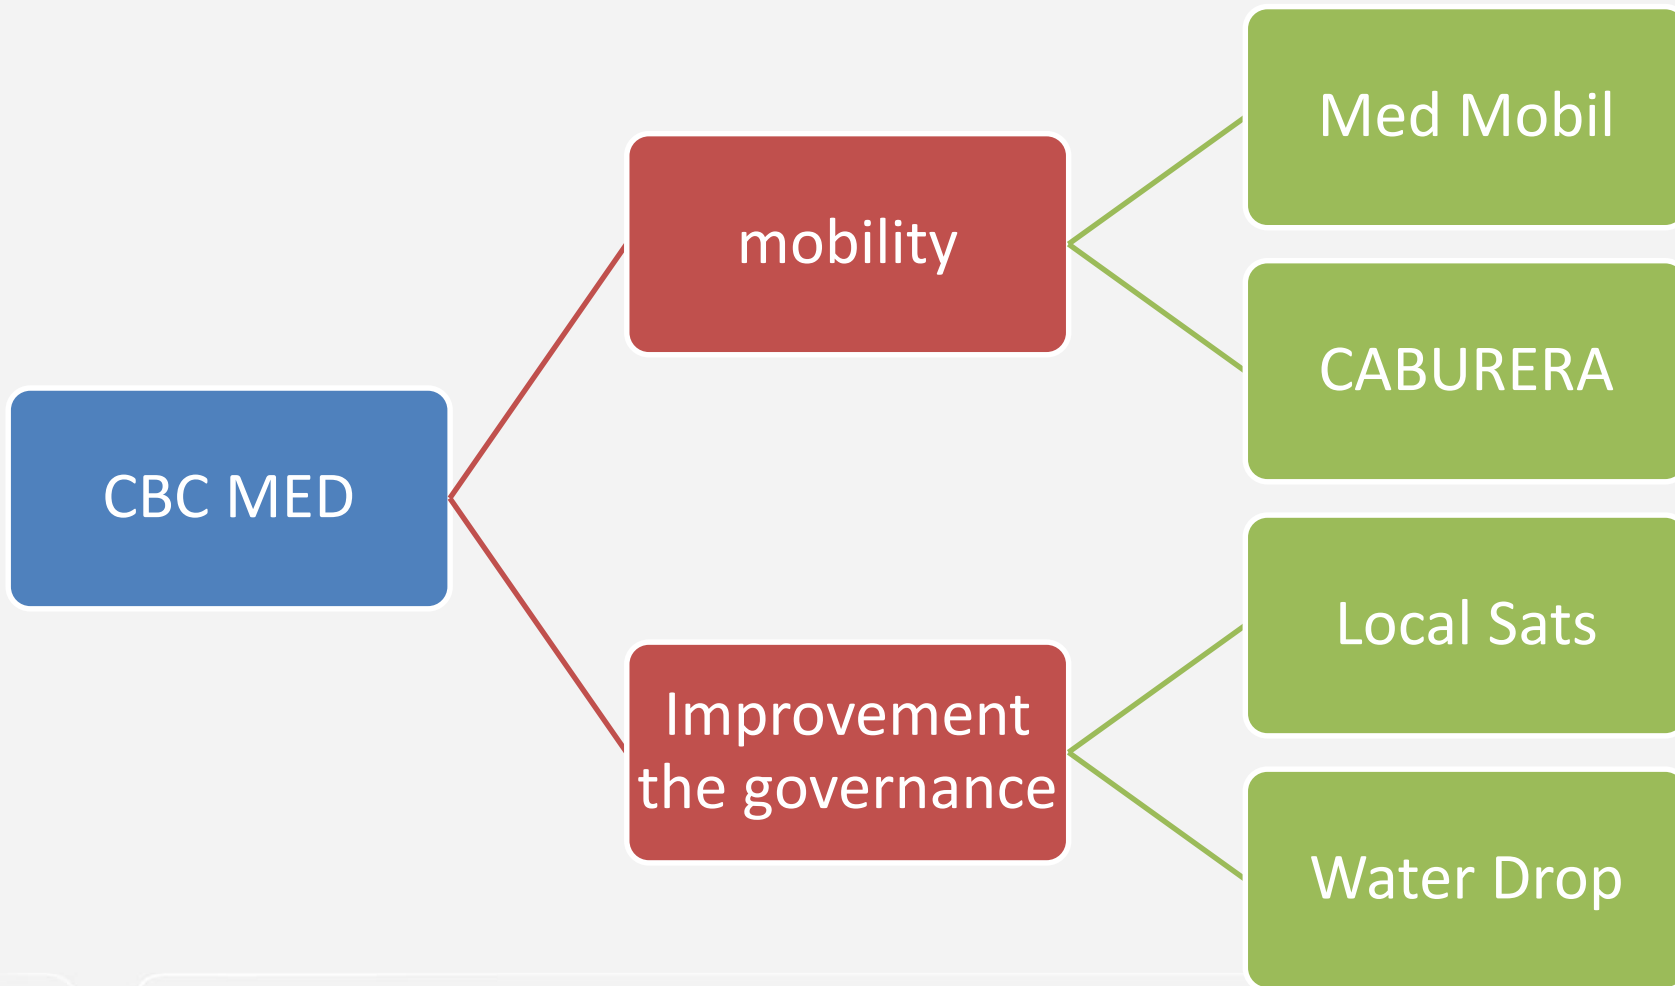 CBC MED
mobility
Med Mobil
CABURERA
Improvement
the governance
Local Sats
Water Drop